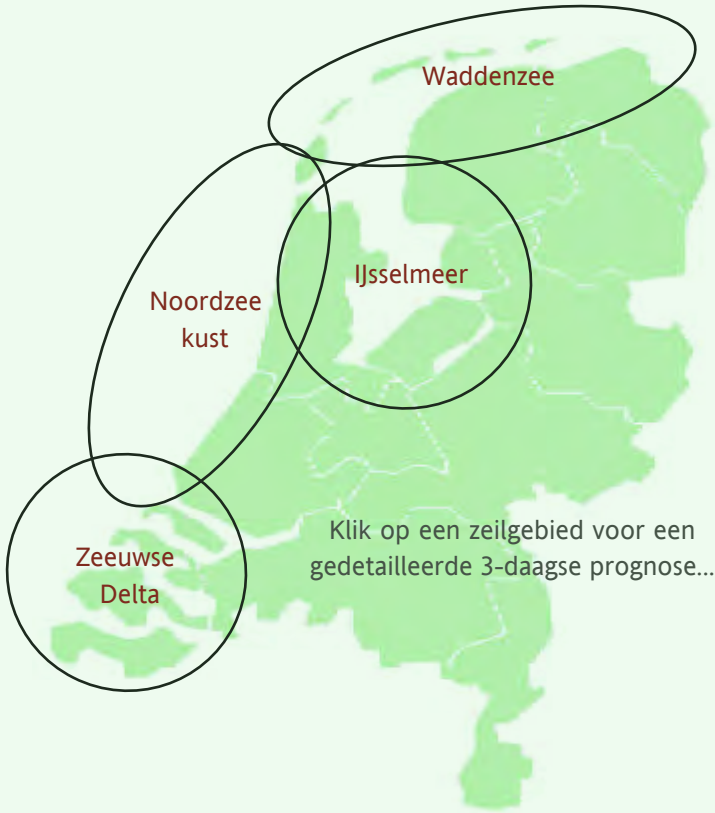 Waddenzee
IJsselmeer
Noordzee
kust
Klik op een zeilgebied voor een
gedetailleerde 3-daagse prognose...
Zeeuwse
Delta